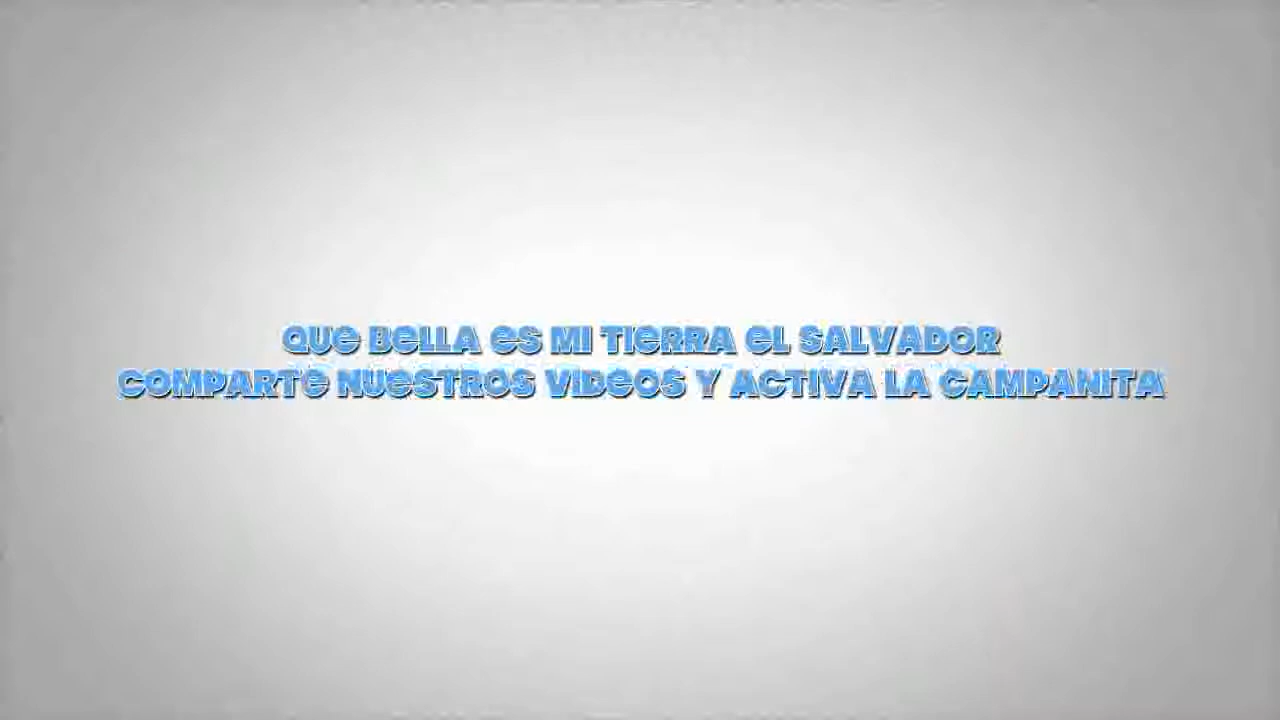 QUE BELLA ES MI TIERRA EL SALVADOR
COMPARTE NUESTROS VIDEOS Y ACTIVA LA CAMPANITA